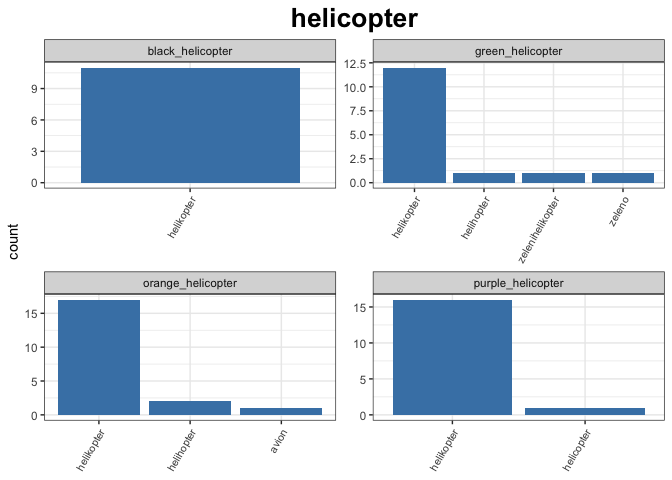 helicopter
black_helicopter
9
6
3
0
helikopter
green_helicopter
12.5
10.0
7.5
5.0
2.5
0.0
helikopter
helihopter
zelenihelikopter
zeleno
count
orange_helicopter
15
10
5
0
helikopter
helihopter
avion
purple_helicopter
15
10
5
0
helikopter
helicopter